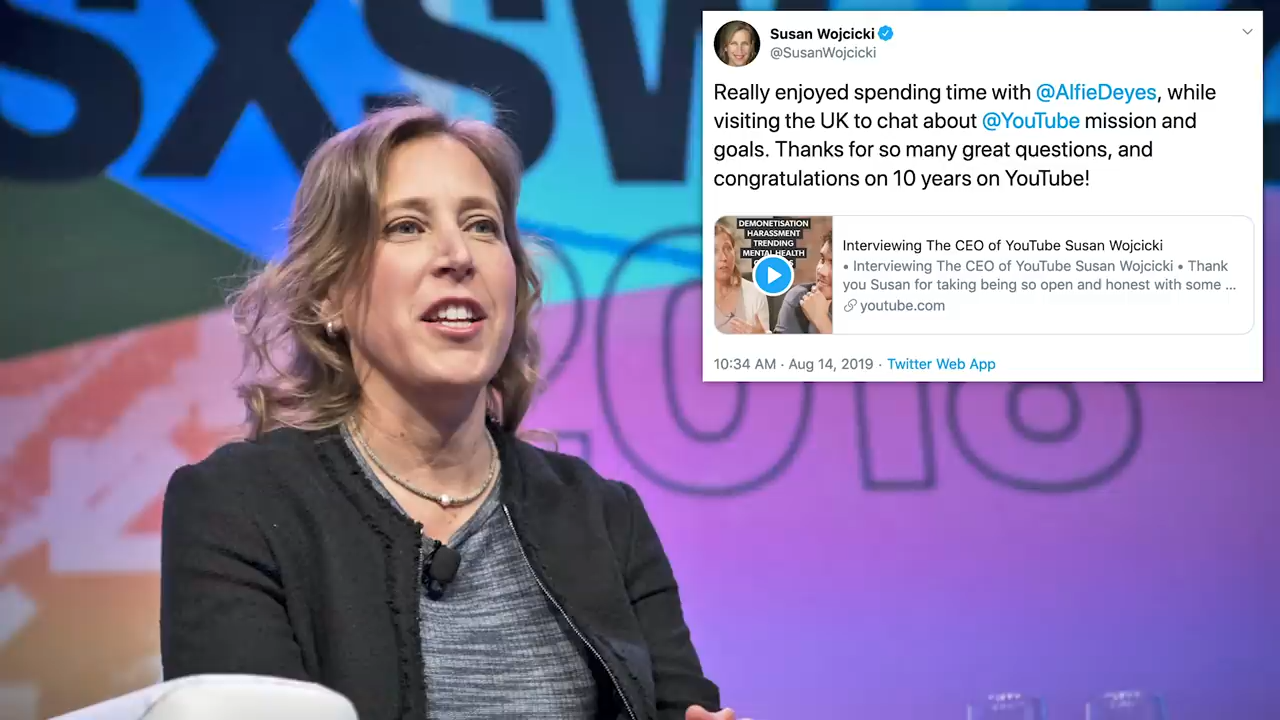 SXSW
2018
Susan Wojcicki
@SusanWojcicki
Really enjoyed spending time with @AlfieDeyes, while
visiting the UK to chat about @YouTube mission and
goals. Thanks for so many great questions, and
congratulations on 10 years on YouTube!
DEMONETISATION
HARASSMENT
TRENDING
MENTAL HEALTH
Interviewing The CEO of YouTube Susan Wojcicki
• Interviewing The CEO of YouTube Susan Wojcicki • Thank
you Susan for taking being so open and honest with some ...
youtube.com
10:34 AM · Aug 14, 2019 · Twitter Web App